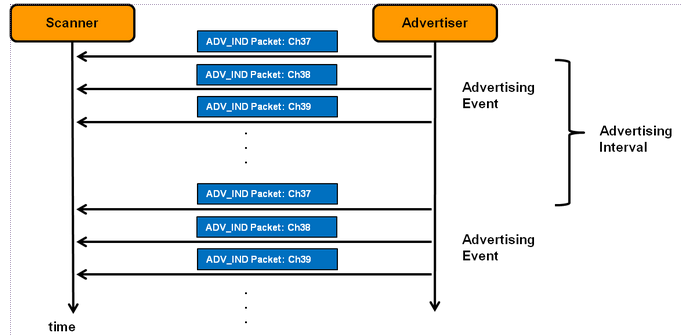 Scanner
Advertiser
ADV_IND Packet: Ch37
ADV_IND Packet: Ch38
ADV_IND Packet: Ch39
Advertising
Event
Advertising
Interval
ADV_IND Packet: Ch37
ADV_IND Packet: Ch38
ADV_IND Packet: Ch39
Advertising
Event
time